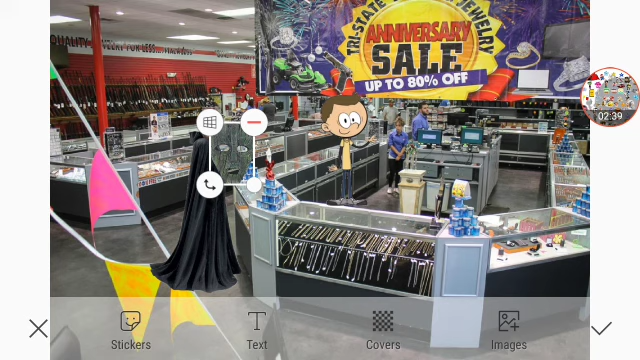 QUALITY
FOR LESS...
TRI-STATE
JEWELRY
ANNIVERSARY
SALE
UP TO 80% OFF
02:39
Stickers
Text
Covers
Images